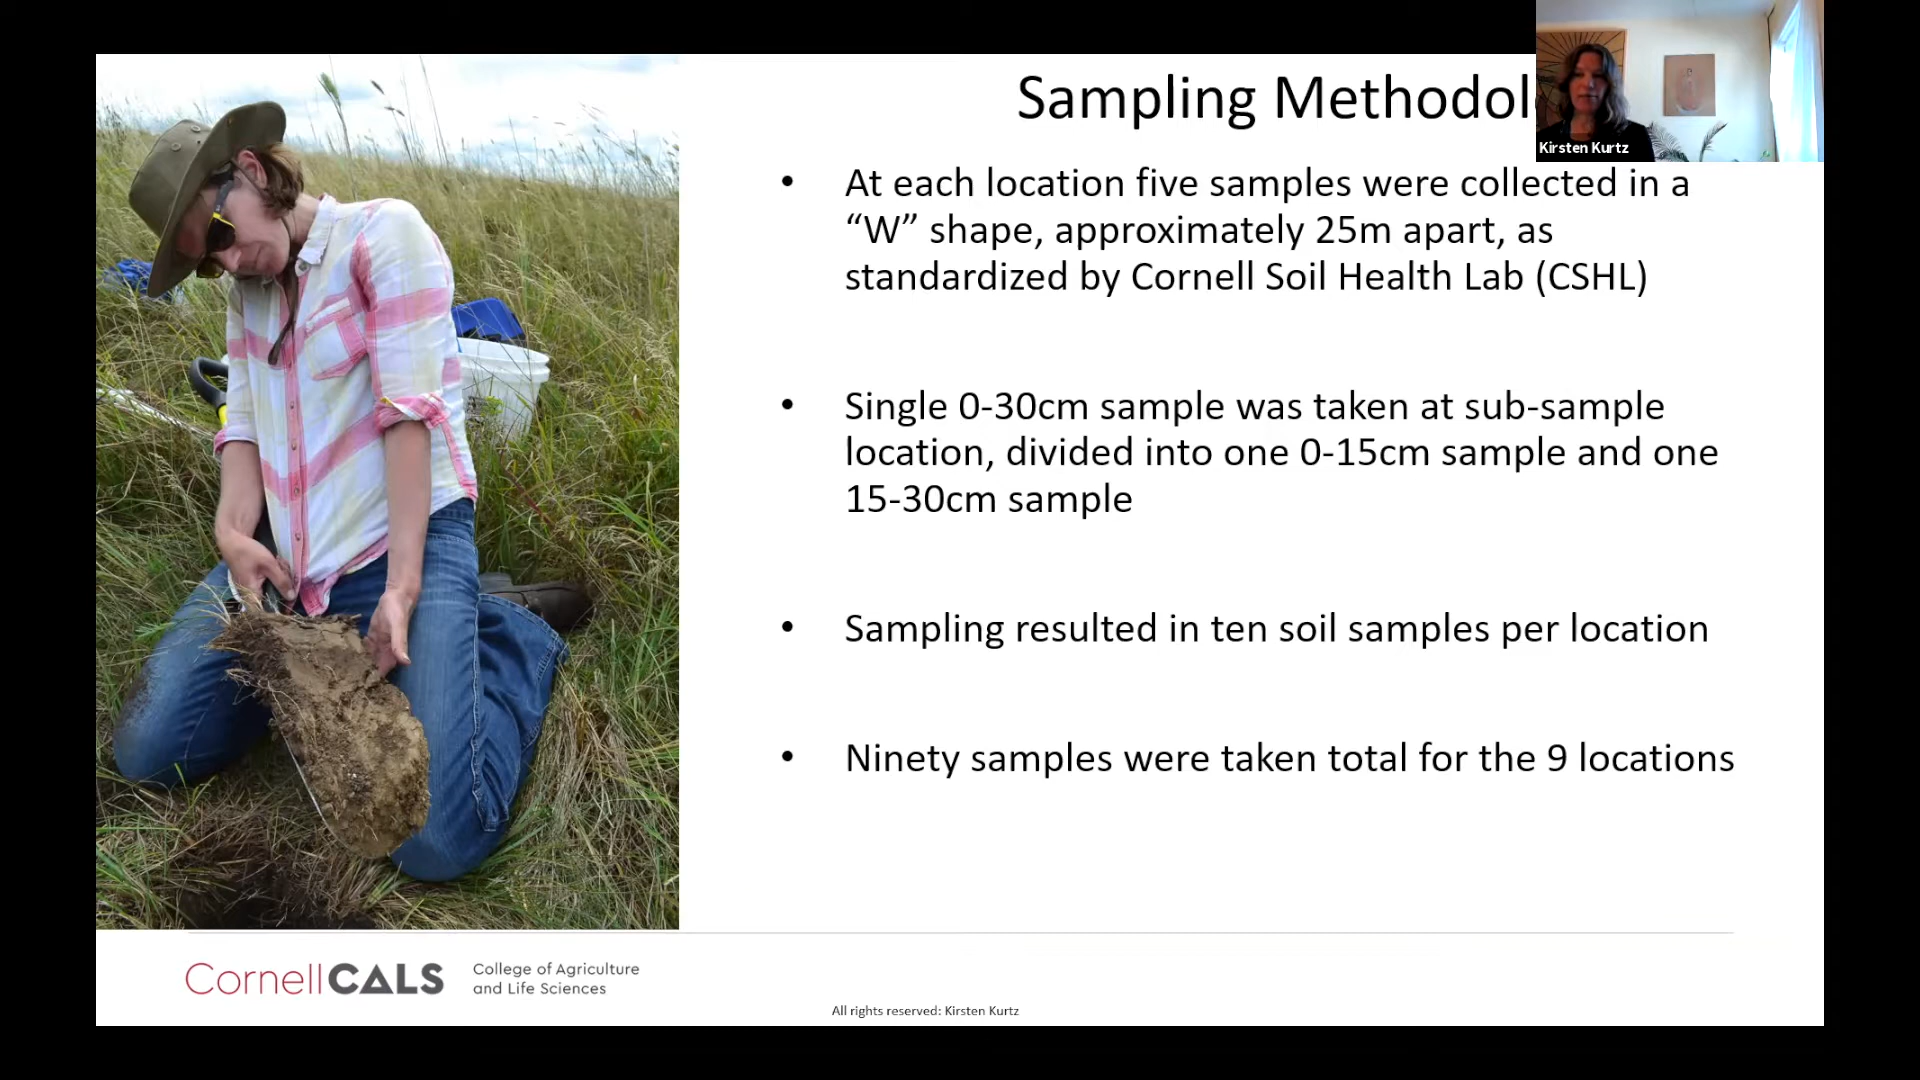 Sampling Methodol
Kirsten Kurtz
• At each location five samples were collected in a
“W” shape, approximately 25m apart, as
standardized by Cornell Soil Health Lab (CSHL)
• Single 0-30cm sample was taken at sub-sample
location, divided into one 0-15cm sample and one
15-30cm sample
• Sampling resulted in ten soil samples per location
• Ninety samples were taken total for the 9 locations
CornellCALS
College of Agriculture
and Life Sciences
All rights reserved: Kirsten Kurtz